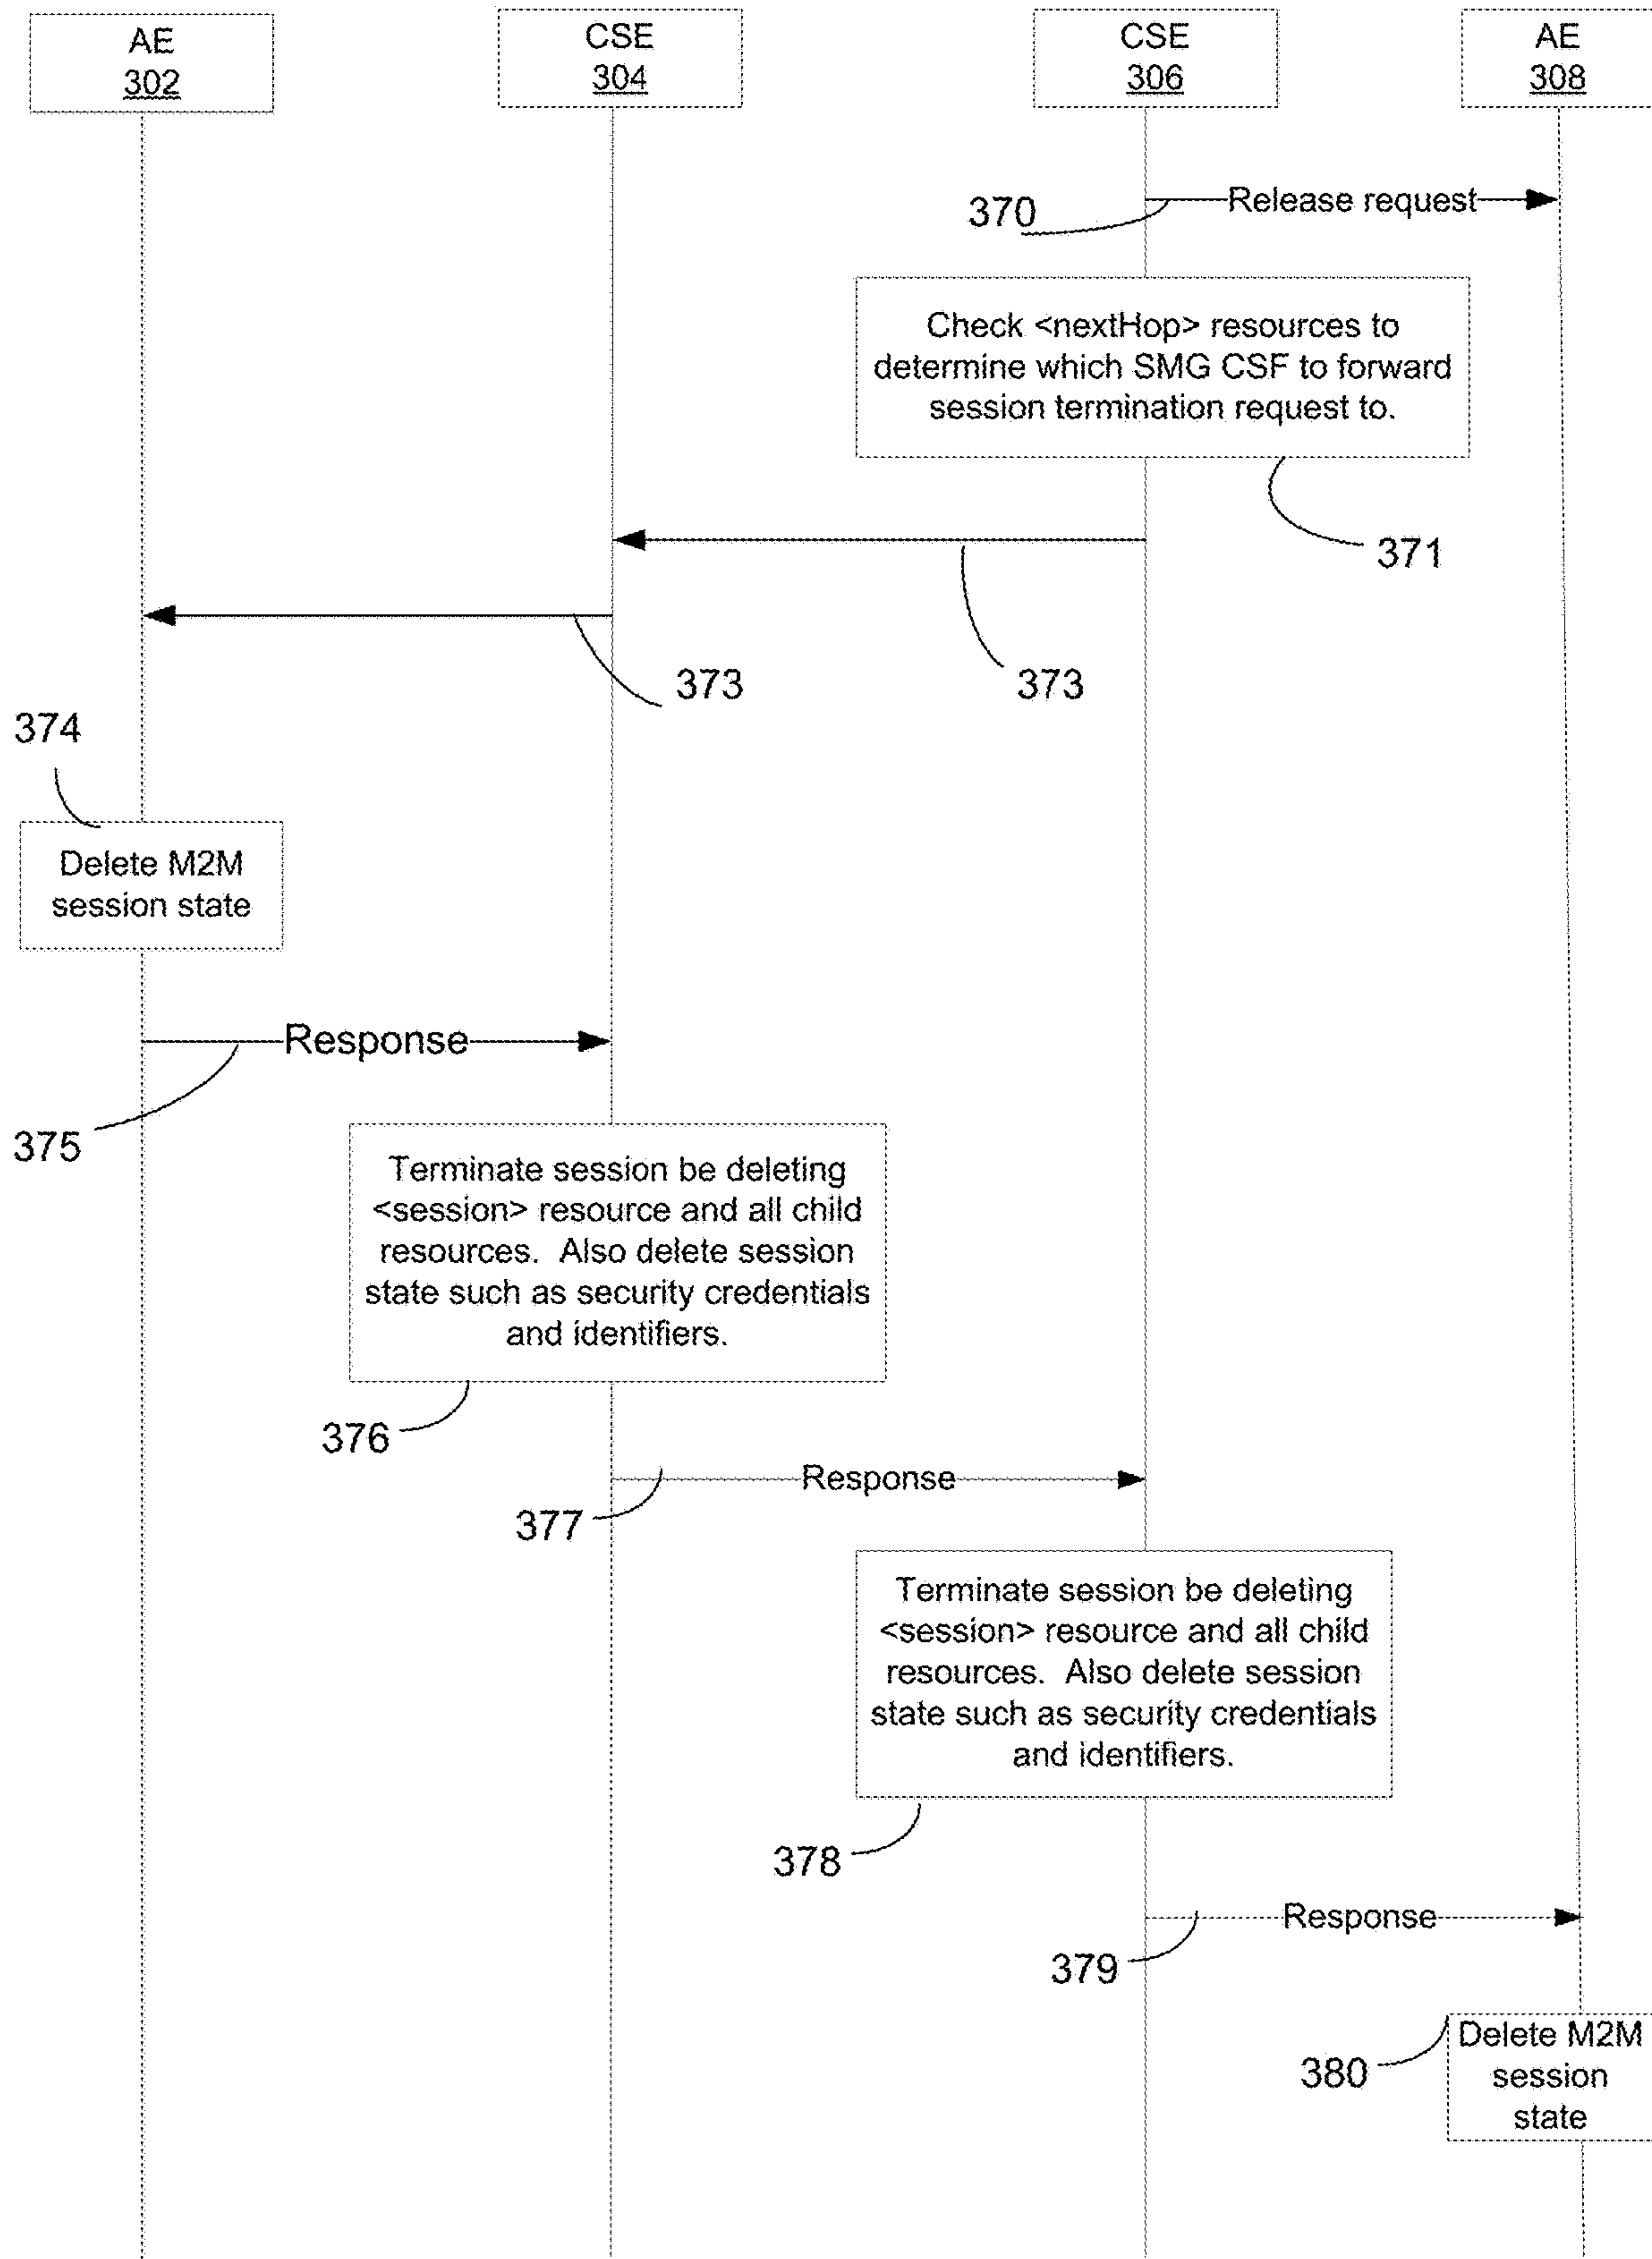 AE
302
CSE
304
CSE
306
AE
308
370
Release request
Check <nextHop> resources to
determine which SMG CSF to forward
session termination request to.
371
373
373
374
Delete M2M
session state
Response
375
Terminate session be deleting
<session> resource and all child
resources.  Also delete session
state such as security credentials
and identifiers.
376
Response
377
Terminate session be deleting
<session> resource and all child
resources.  Also delete session
state such as security credentials
and identifiers.
378
Response
379
380
Delete M2M
session
state